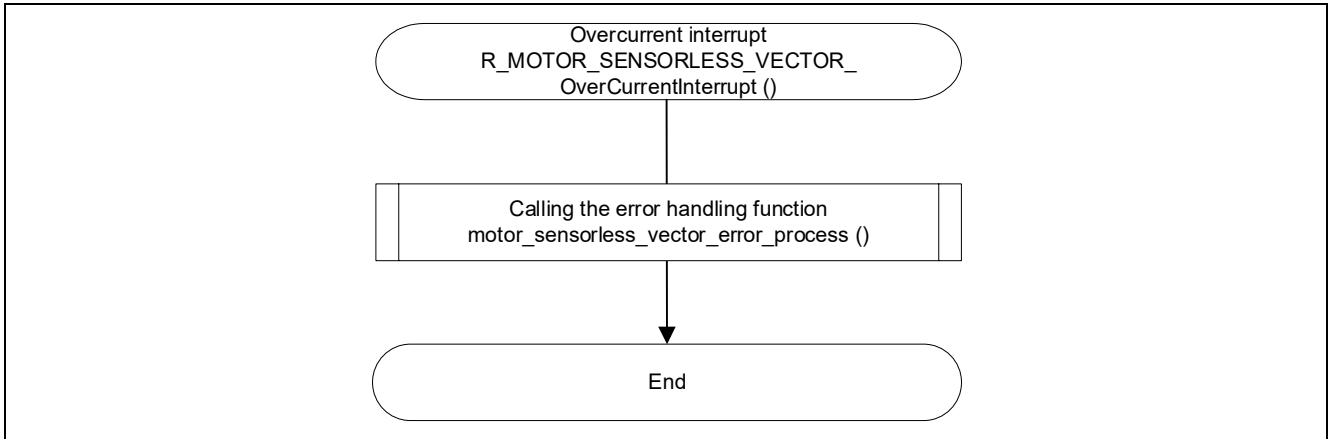 Overcurrent interrupt
R_MOTOR_SENSORLESS_VECTOR_
OverCurrentInterrupt ()
Calling the error handling function
motor_sensorless_vector_error_process ()
End